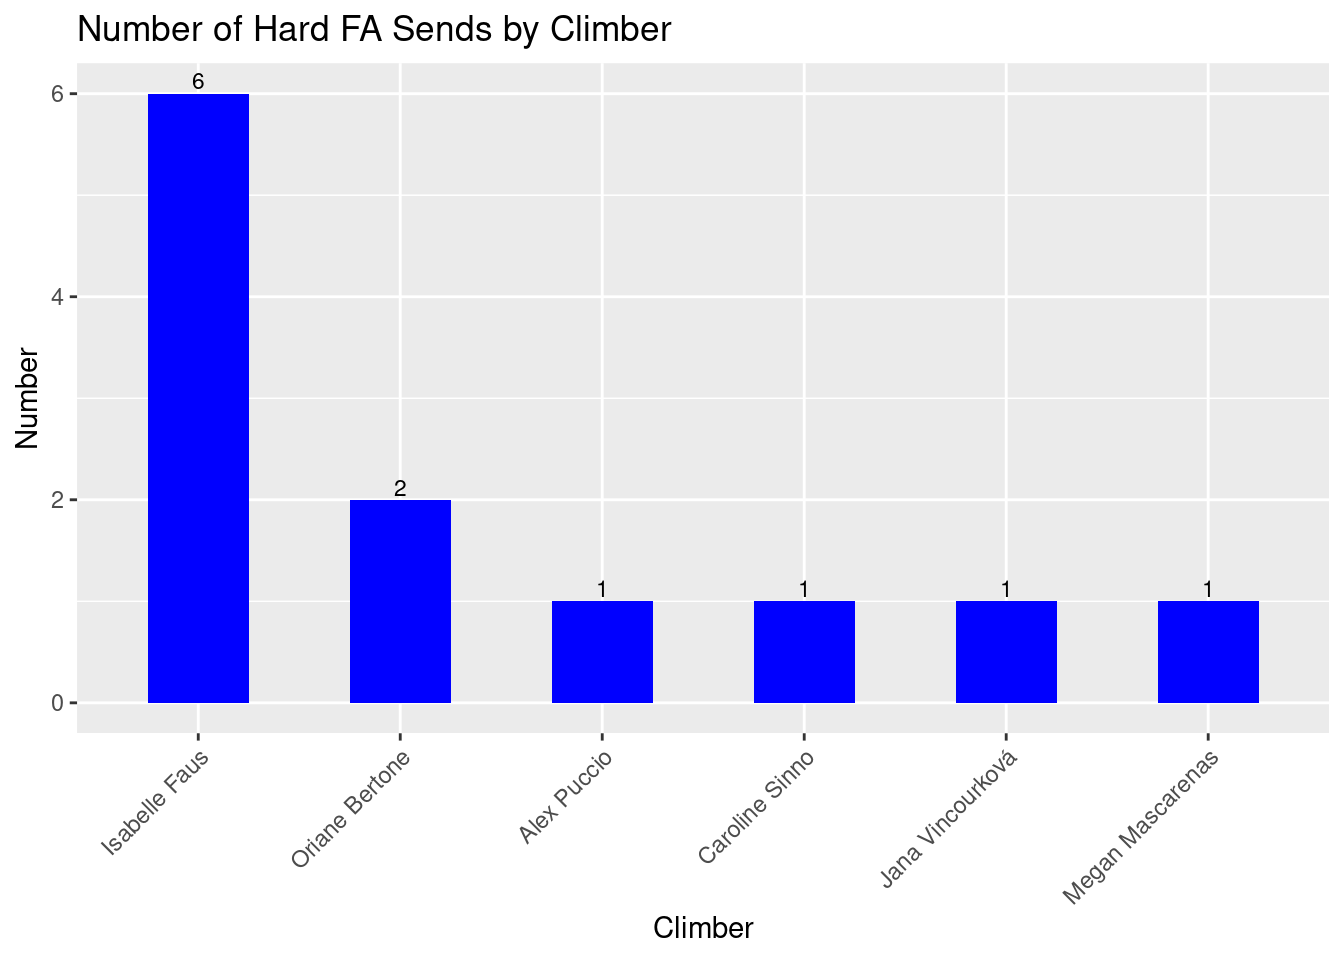 Number of Hard FA Sends by Climber
Number
6
4
2
0
6
2
1
1
1
1
Isabelle Faus
Oriane Bertone
Alex Puccio
Caroline Sinno
Jana Vincourková
Megan Mascarenas
Climber